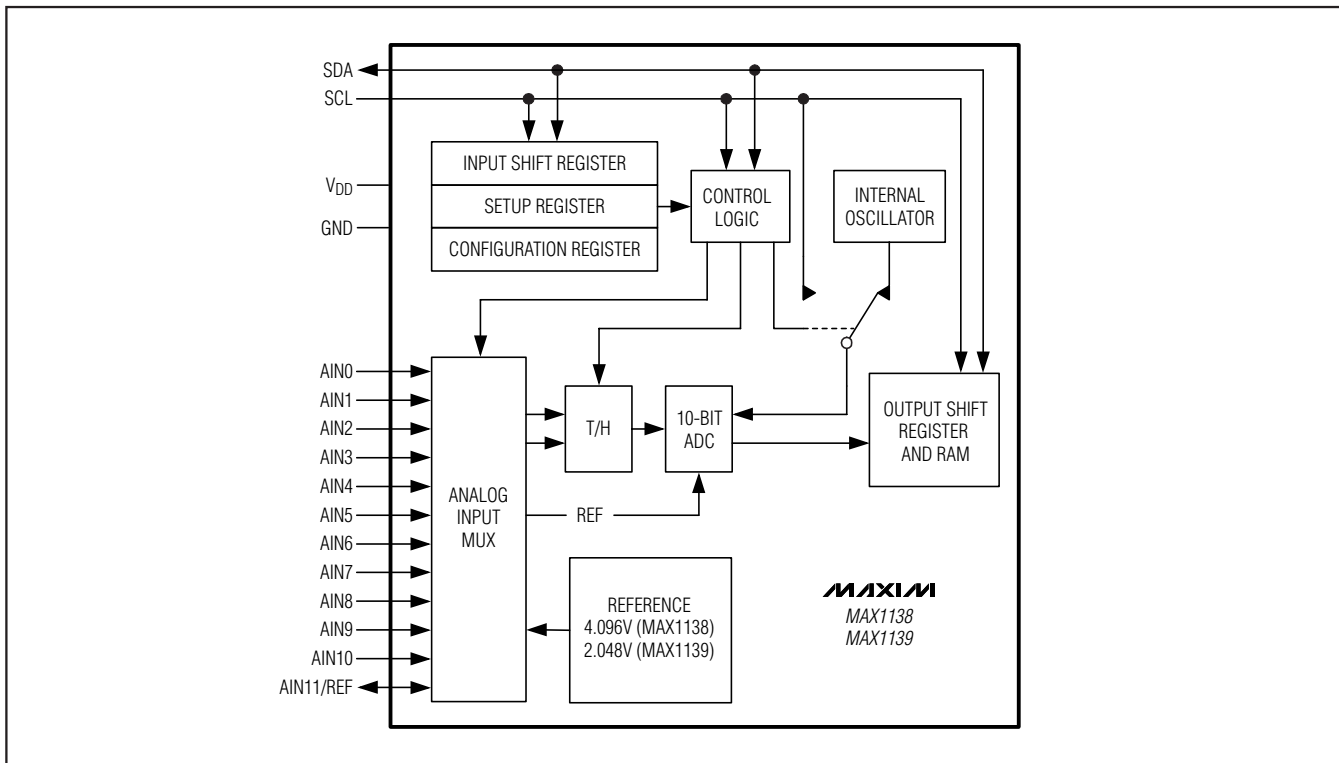 SDA
SCL
INPUT SHIFT REGISTER
SETUP REGISTER
CONFIGURATION REGISTER
V_DD
GND
CONTROL
LOGIC
INTERNAL
OSCILLATOR
AIN0
AIN1
AIN2
AIN3
AIN4
AIN5
AIN6
AIN7
AIN8
AIN9
AIN10
AIN11/REF
ANALOG
INPUT
MUX
T/H
10-BIT
ADC
OUTPUT SHIFT
REGISTER
AND RAM
REF
REFERENCE
4.096V (MAX1138)
2.048V (MAX1139)
MAXIM
MAX1138
MAX1139